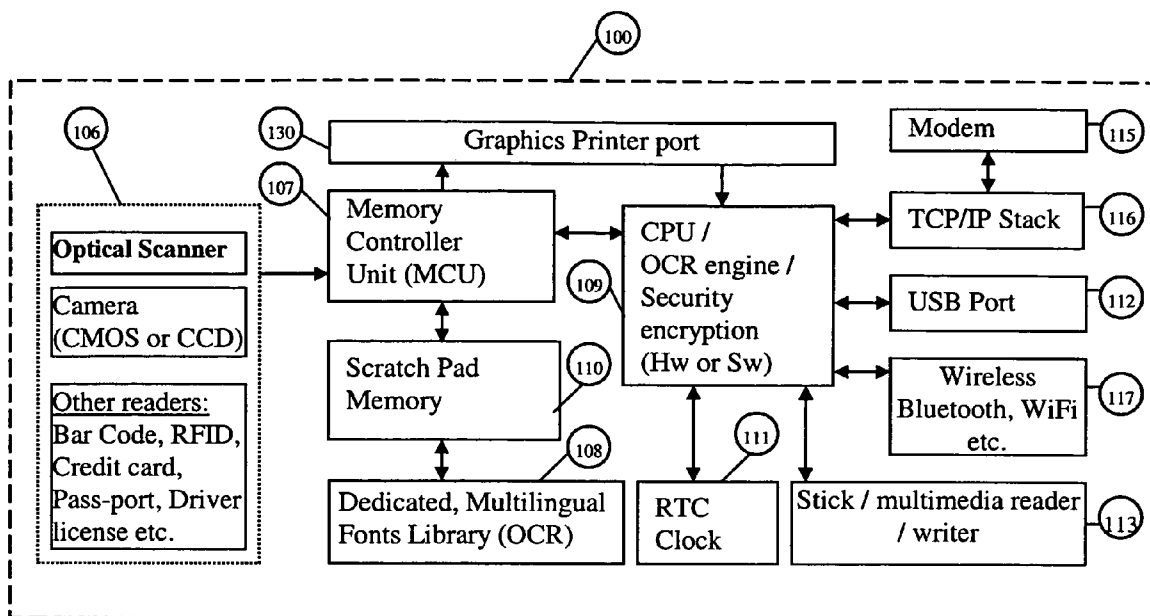 100
106
Optical Scanner
Camera
(CMOS or CCD)
Other readers:
Bar Code, RFID,
Credit card,
Pass-port, Driver
license etc.
130
Graphics Printer port
107
Memory
Controller
Unit (MCU)
Scratch Pad
Memory
110
108
Dedicated, Multilingual
Fonts Library (OCR)
109
CPU /
OCR engine /
Security
encryption
(Hw or Sw)
111
RTC
Clock
Modem
115
TCP/IP Stack
116
USB Port
112
Wireless
Bluetooth, WiFi
etc.
117
Stick / multimedia reader
/ writer
113